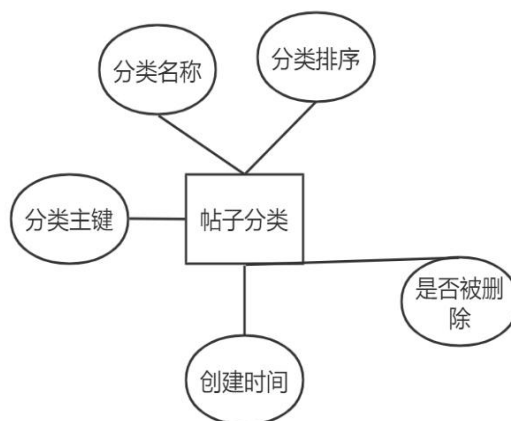 分类名称
分类排序
分类主键
帖子分类
是否被删
除
创建时间